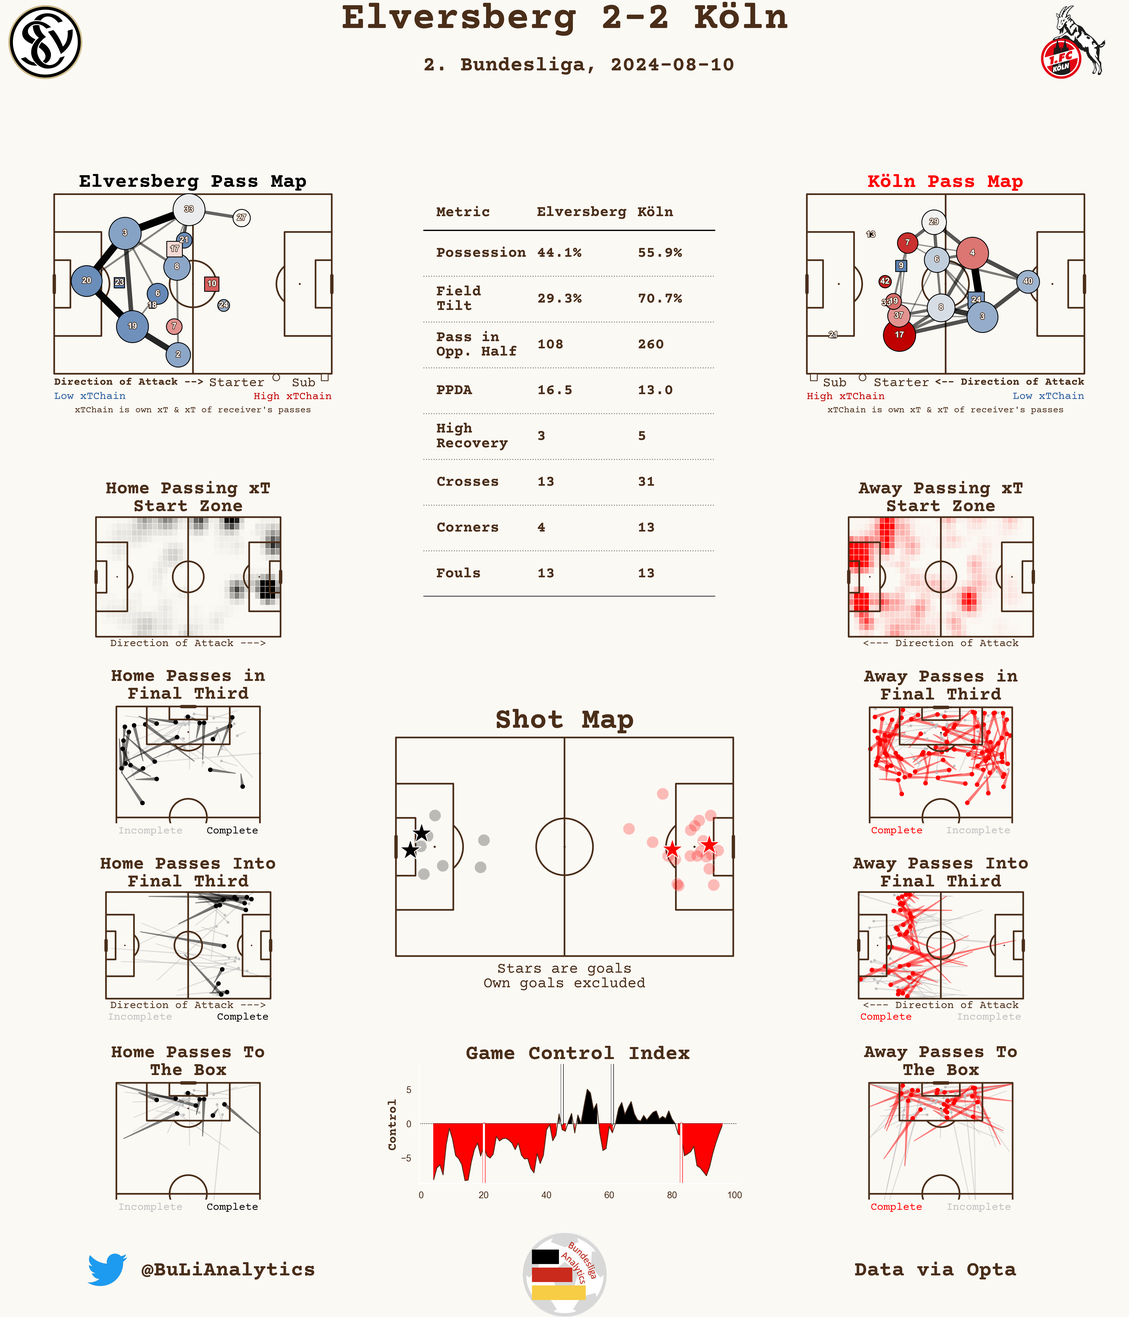 Elversberg 2-2 Köln
2. Bundesliga, 2024-08-10
1.FC
KÖLN
Elversberg Pass Map
33
27
3
21
17
8
20
23
6
10
18
24
19
7
2
Direction of Attack --> Starter Sub
Low xTChain High xTChain
xTChain is own xT & xT of receiver's passes
Metric Elversberg Köln
Possession 44.1% 55.9%
Field
Tilt 29.3% 70.7%
Pass in
Opp. Half 108 260
PPDA 16.5 13.0
High
Recovery 3 5
Crosses 13 31
Corners 4 13
Fouls 13 13
Köln Pass Map
29
13
7
4
6
9
42
40
19
24
8
37
3
17
Sub Starter <-- Direction of Attack
High xTChain Low xTChain
xTChain is own xT & xT of receiver's passes
Home Passing xT
Start Zone
Direction of Attack --->
Away Passing xT
Start Zone
<--- Direction of Attack
Home Passes in
Final Third
Incomplete Complete
Shot Map
Stars are goals
Own goals excluded
Away Passes in
Final Third
Complete Incomplete
Home Passes Into
Final Third
Direction of Attack --->
Incomplete Complete
Away Passes Into
Final Third
<--- Direction of Attack
Complete Incomplete
Home Passes To
The Box
Incomplete Complete
Game Control Index
Control
5
0
−5
0 20 40 60 80 100
Away Passes To
The Box
Complete Incomplete
@BuLiAnalytics
Bundesliga
Analytics
Data via Opta